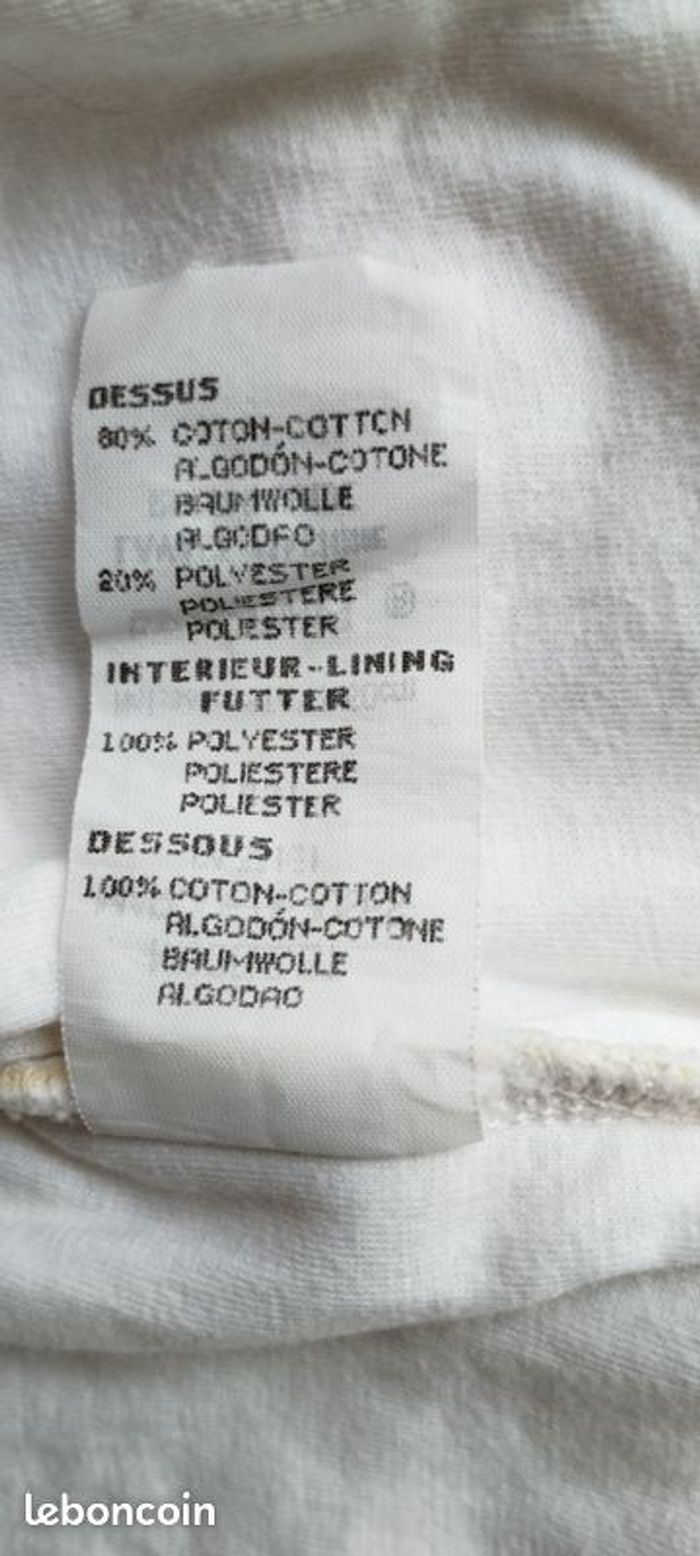 DESSUS
80% COTON-COTTON
ALGODÓN-COTONE
BAUMWOLLE
ALGODAO
20% POLYESTER
POLIESTERE
POLIESTER
INTERIEUR-LINING
FUTTER
100% POLYESTER
POLIESTERE
POLIESTER
DESSOUS
100% COTON-COTTON
ALGODÓN-COTONE
BAUMWOLLE
ALGODAO
leboncoin